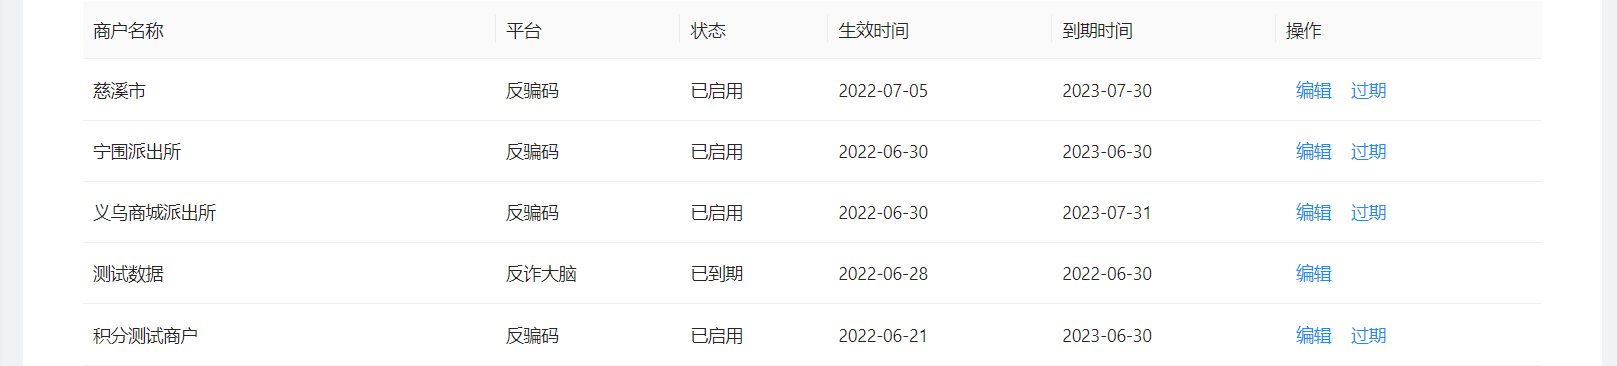 商户名称 平台 状态 生效时间 到期时间 操作
慈溪市 反骗码 已启用 2022-07-05 2023-07-30 编辑 过期
宁围派出所 反骗码 已启用 2022-06-30 2023-06-30 编辑 过期
义乌商城派出所 反骗码 已启用 2022-06-30 2023-07-31 编辑 过期
测试数据 反诈大脑 已到期 2022-06-28 2022-06-30 编辑
积分测试商户 反骗码 已启用 2022-06-21 2023-06-30 编辑 过期